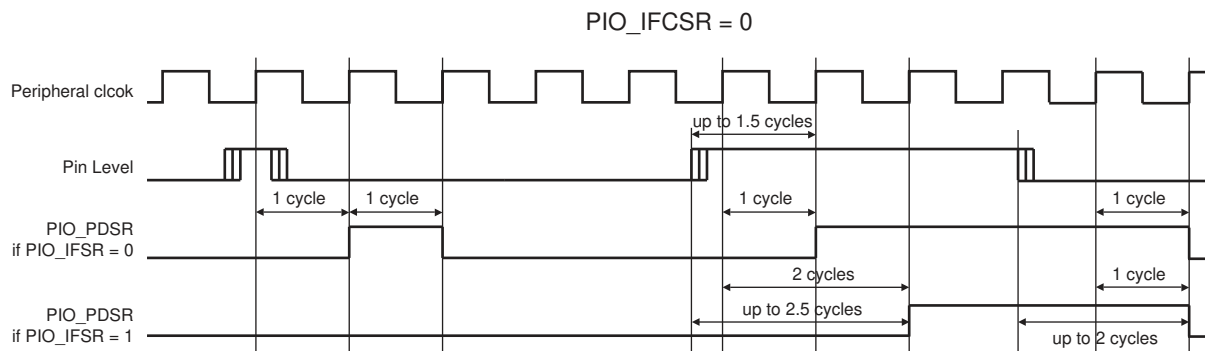 PIO_IFCSR = 0
Peripheral clcok
up to 1.5 cycles
Pin Level
1 cycle
1 cycle
1 cycle
1 cycle
PIO_PDSR
if PIO_IFSR = 0
2 cycles
1 cycle
PIO_PDSR
if PIO_IFSR = 1
up to 2.5 cycles
up to 2 cycles